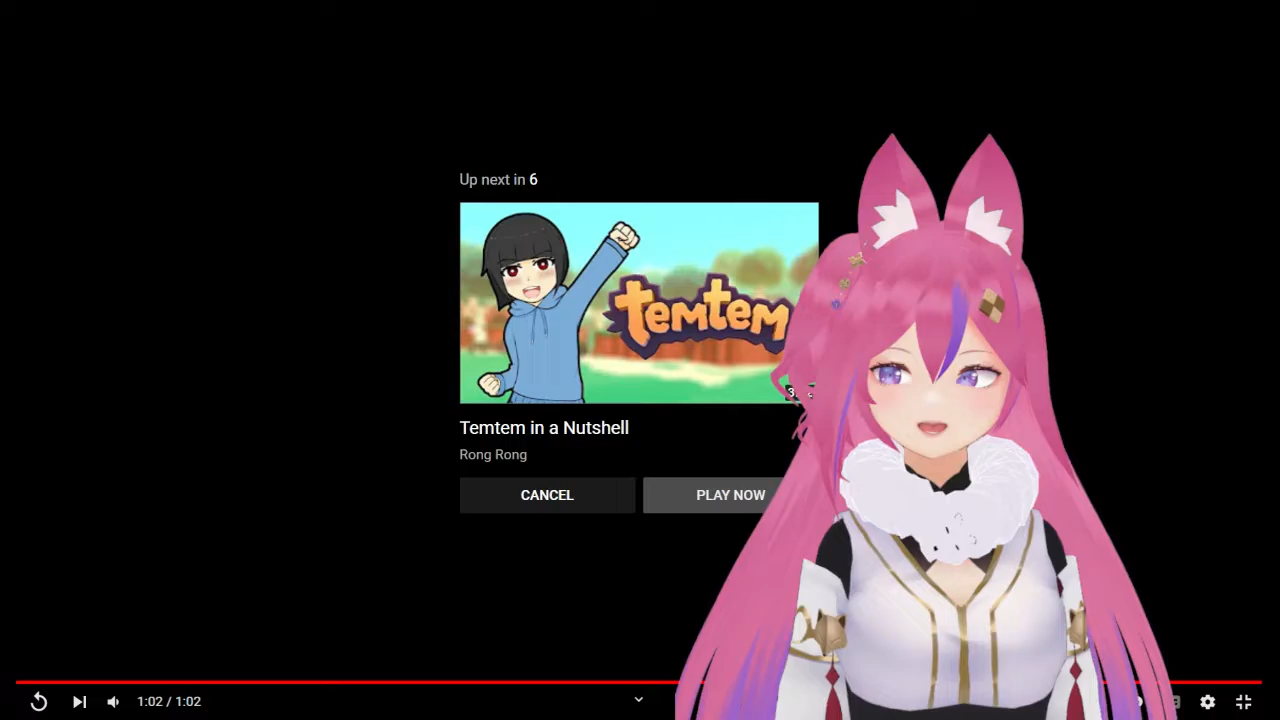 Up next in 6
temtem
Temtem in a Nutshell
Rong Rong
CANCEL
PLAY NOW
1:02 / 1:02